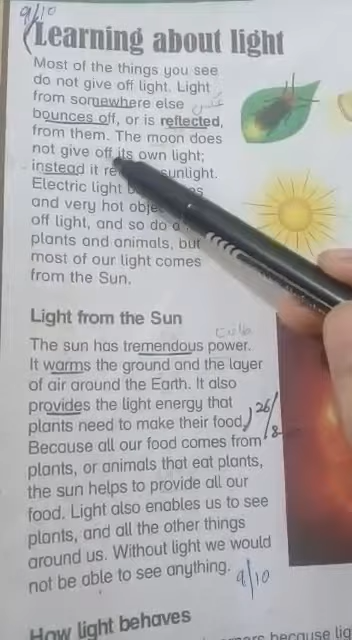 9/10
Learning about light
Most of the things you see
do not give off light. Light
from somewhere else
bounces off, or is reflected,
from them. The moon does
not give off its own light;
instead it sunlight.
Electric light
and very hot
off light, and so do
plants and animals, but
most of our light comes
from the Sun.
Light from the Sun
The sun has tremendous power.
It warms the ground and the layer
of air around the Earth. It also
provides the light energy that
plants need to make their food. 26/8
Because all our food comes from
plants, or animals that eat plants,
the sun helps to provide all our
food. Light also enables us to see
plants, and all the other things
around us. Without light we would
not be able to see anything. 9/10
How light behaves
because